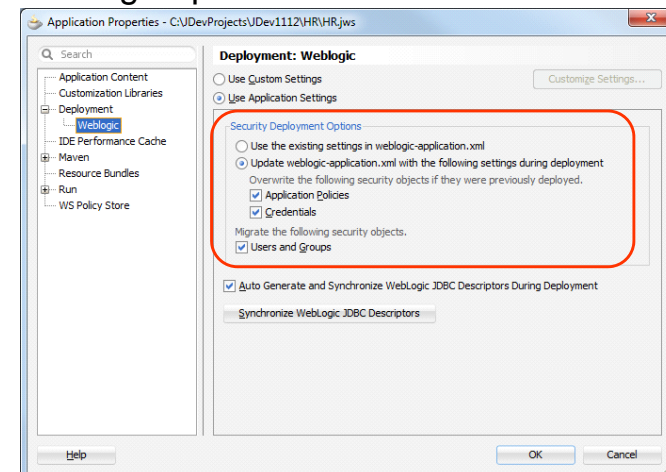 Application Properties - C:\JDevProjects\JDev1112\HR\HR.jws
Search
Application Content
Customization Libraries
Deployment
Weblogic
IDE Performance Cache
Maven
Resource Bundles
Run
WS Policy Store
Deployment: Weblogic
Use Custom Settings
Customize Settings...
Use Application Settings
Security Deployment Options
Use the existing settings in weblogic-application.xml
Update weblogic-application.xml with the following settings during deployment
Overwrite the following security objects if they were previously deployed.
Application Policies
Credentials
Migrate the following security objects.
Users and Groups
Auto Generate and Synchronize WebLogic JDBC Descriptors During Deployment
Synchronize WebLogic JDBC Descriptors
Help
OK
Cancel